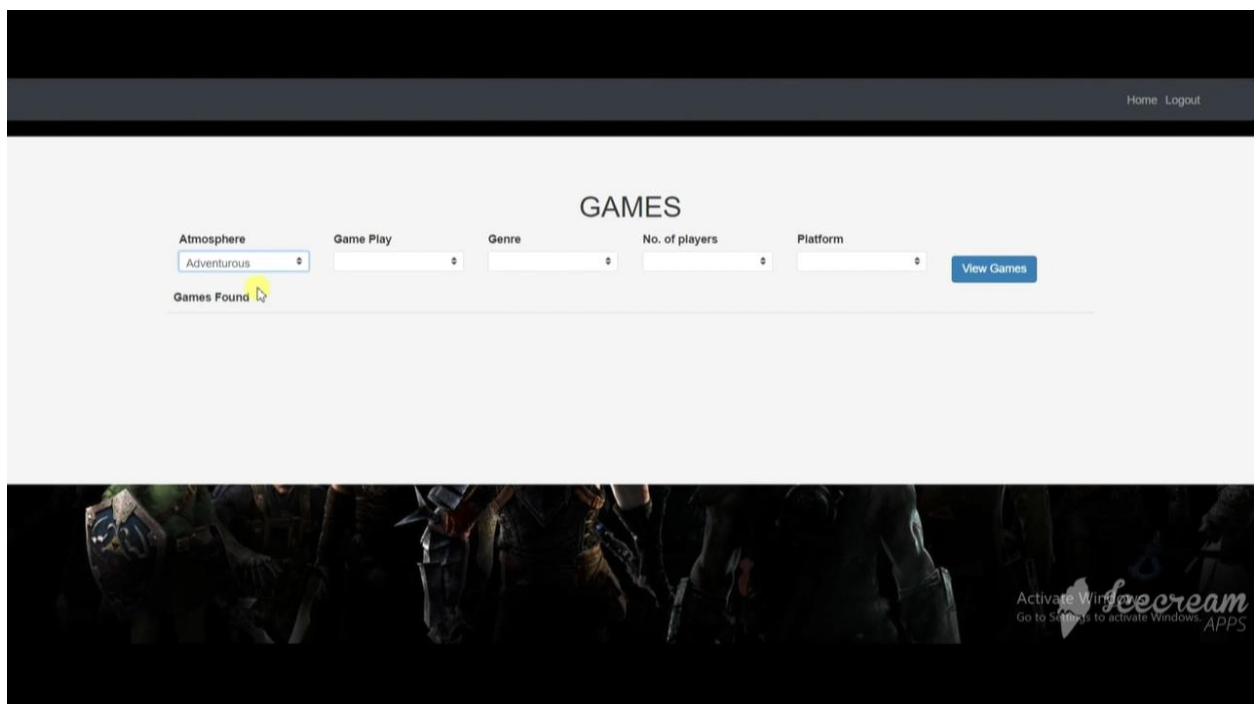 Home Logout
GAMES
Atmosphere Game Play Genre No. of players Platform
Adventurous
View Games
Games Found
Activate Windows
Go to Settings to activate Windows.
Icecream
APPS